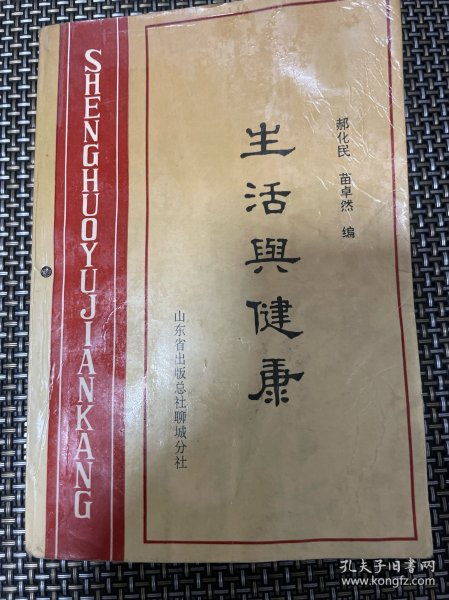 SHENGHUOYUJIANKANG
郝化民 苗卓然 编
生活與健康
山东省出版总社聊城分社
孔夫子旧书网
www.kongfz.com